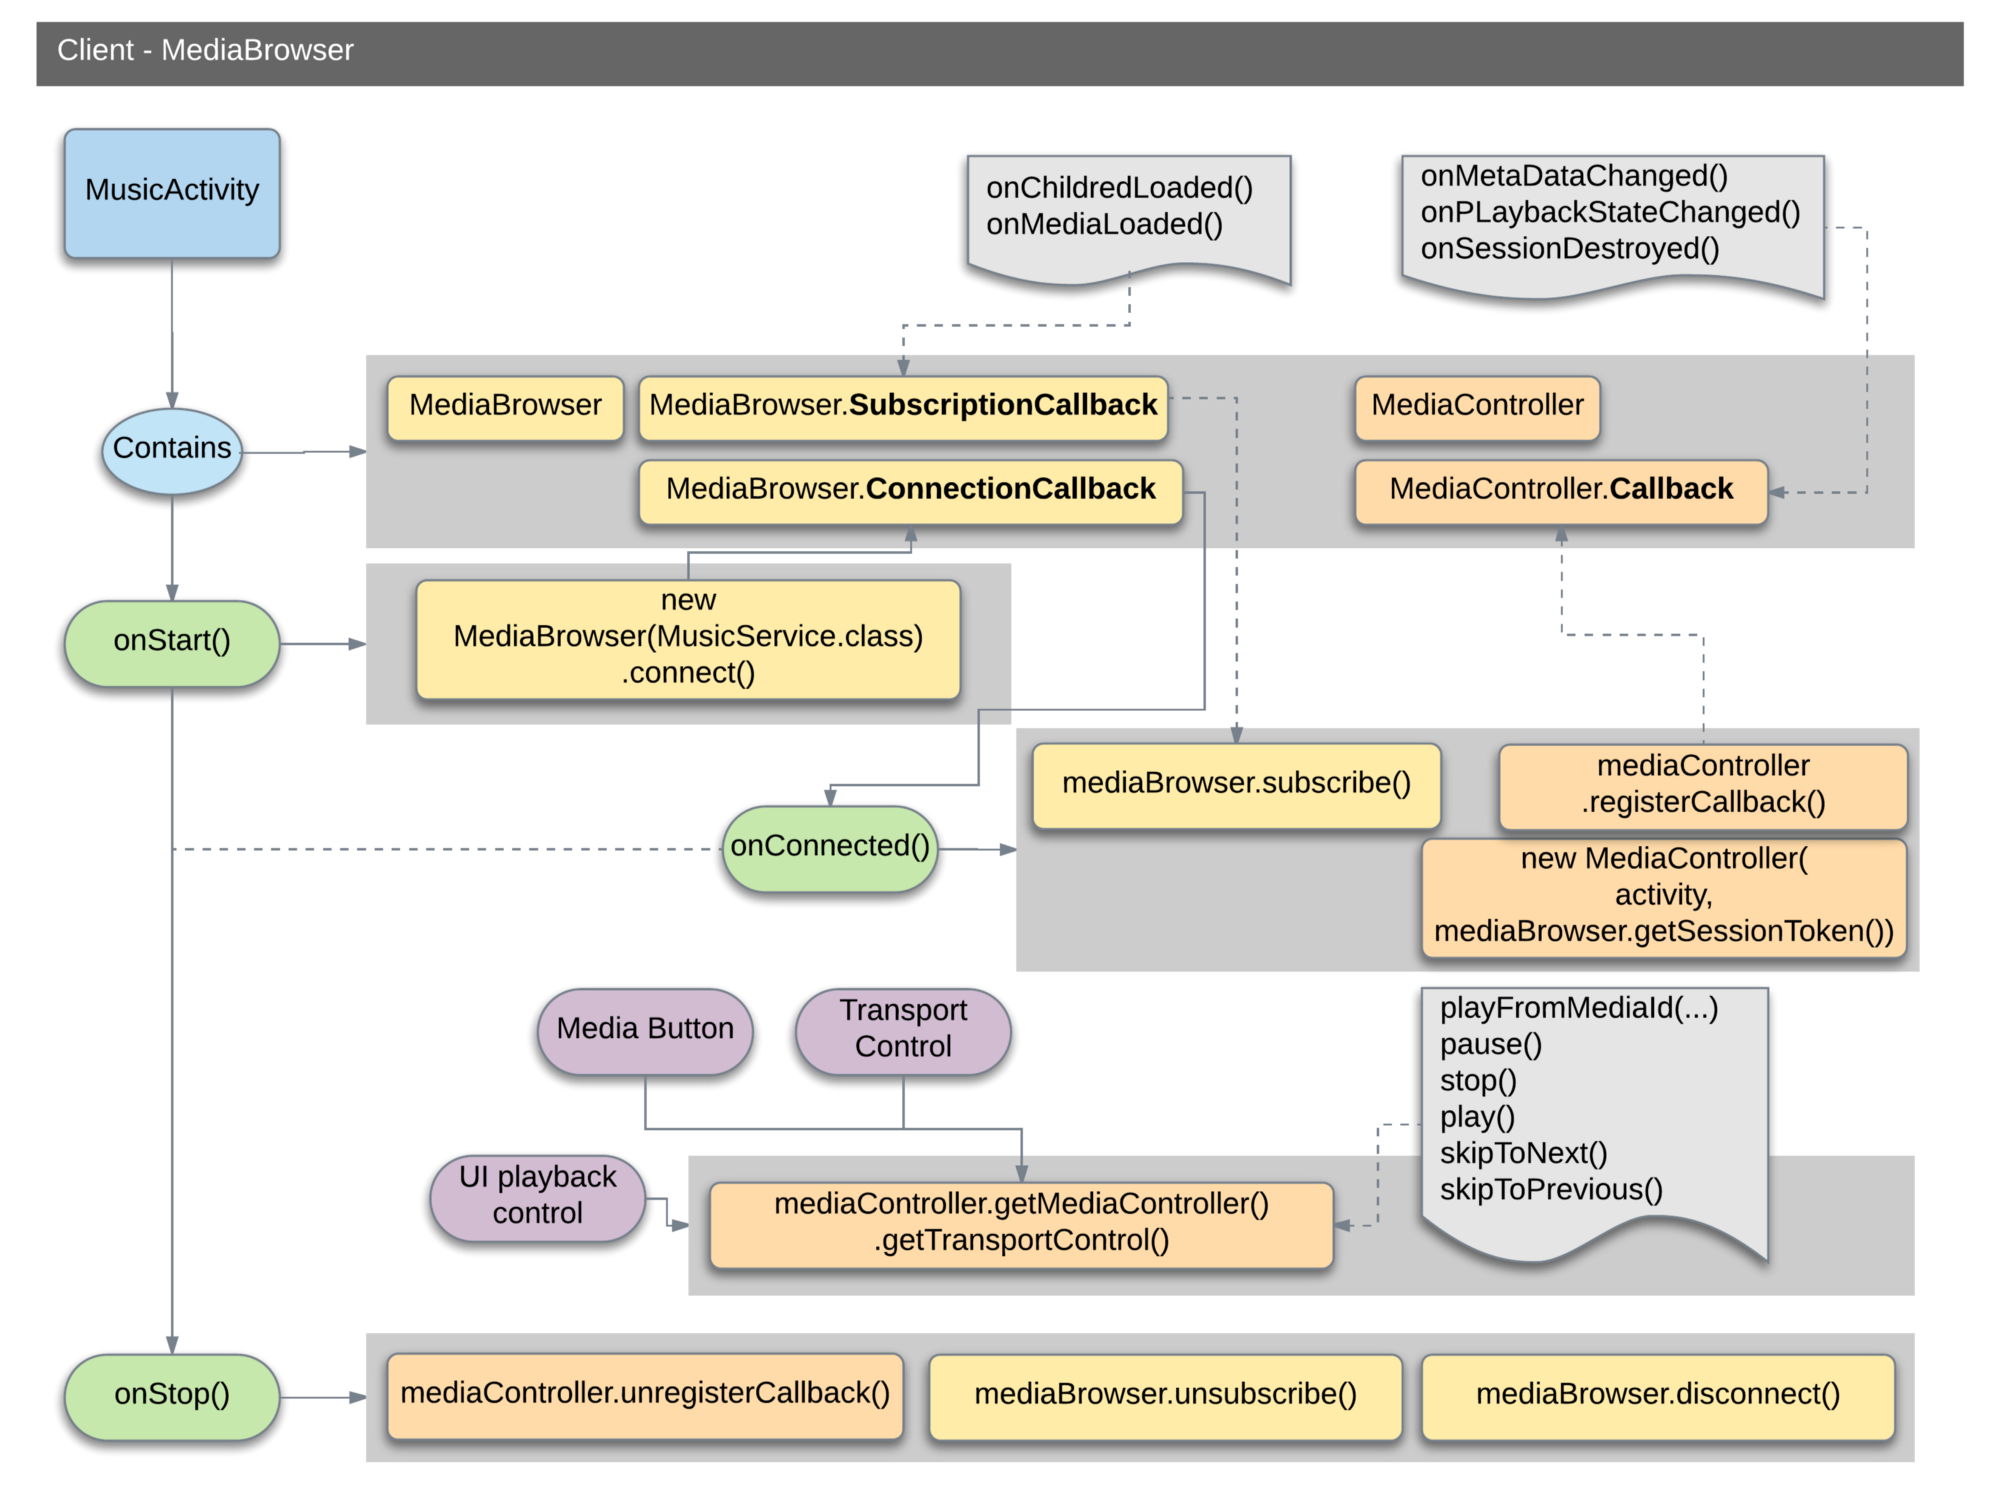 Client - MediaBrowser
MusicActivity
onChildredLoaded()
onMediaLoaded()
onMetaDataChanged()
onPLaybackStateChanged()
onSessionDestroyed()
Contains
MediaBrowser
MediaBrowser.SubscriptionCallback
MediaController
MediaBrowser.ConnectionCallback
MediaController.Callback
onStart()
new
MediaBrowser(MusicService.class)
.connect()
mediaBrowser.subscribe()
mediaController
.registerCallback()
onConnected()
new MediaController(
activity,
mediaBrowser.getSessionToken())
Media Button
Transport
Control
playFromMediaId(...)
pause()
stop()
play()
skipToNext()
skipToPrevious()
UI playback
control
mediaController.getMediaController()
.getTransportControl()
onStop()
mediaController.unregisterCallback()
mediaBrowser.unsubscribe()
mediaBrowser.disconnect()